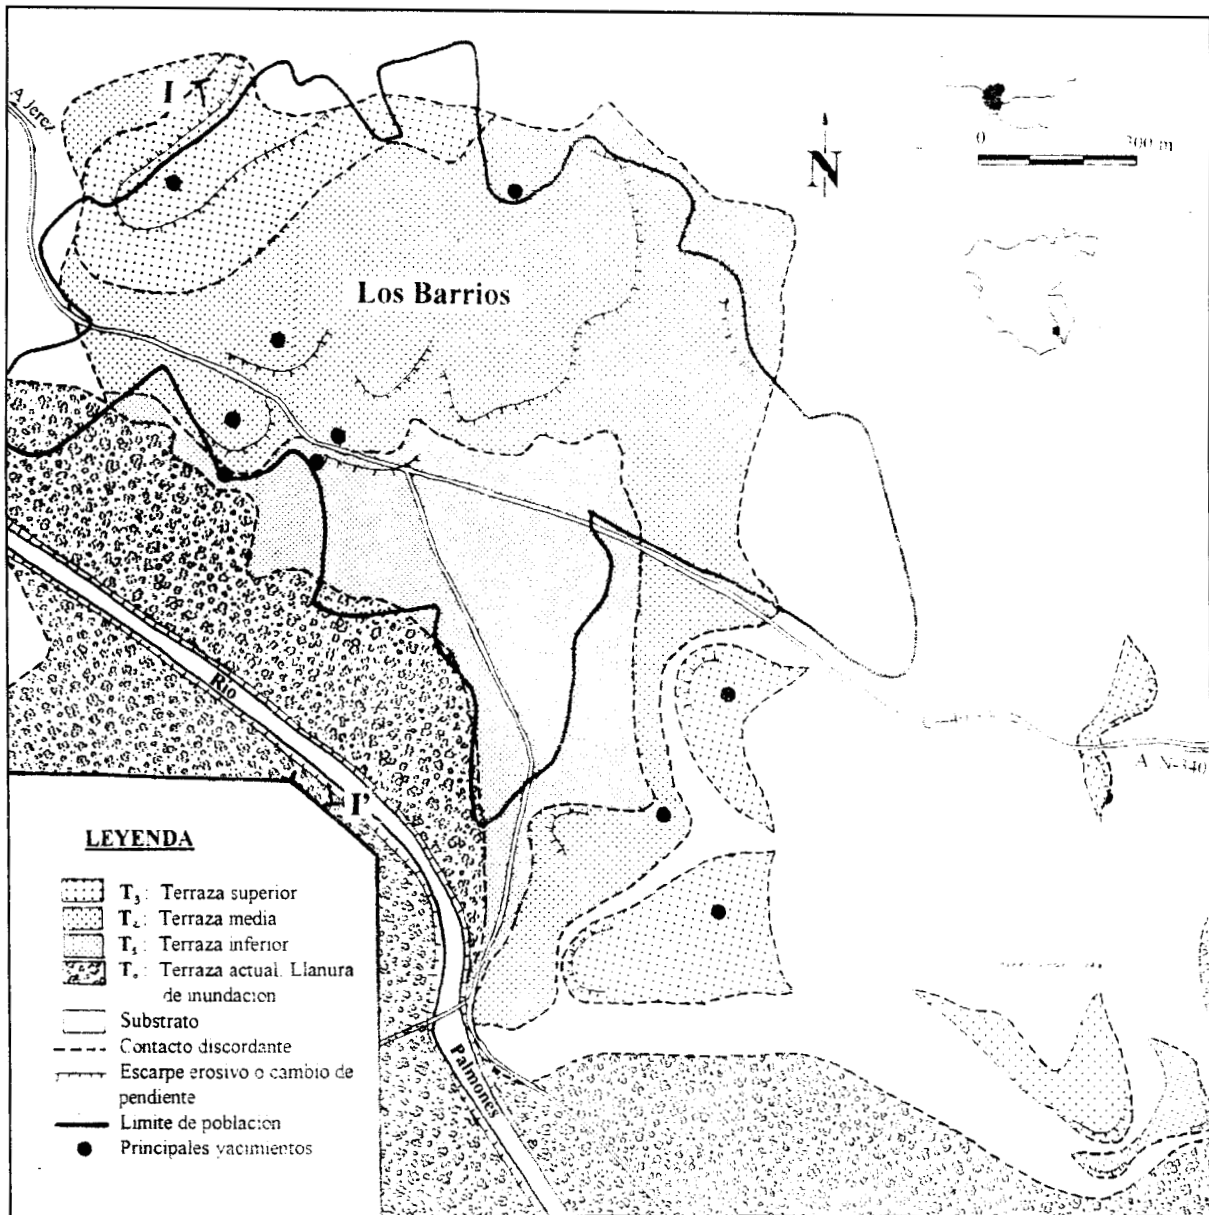 I
A Jerez
N
0 300 m
Los Barrios
Rio
I'
A N-340
Palmones
LEYENDA
T₃: Terraza superior
T₂: Terraza media
T₁: Terraza inferior
T₀: Terraza actual. Llanura
de inundacion
Substrato
Contacto discordante
Escarpe erosivo o cambio de
pendiente
Limite de poblacion
Principales yacimientos